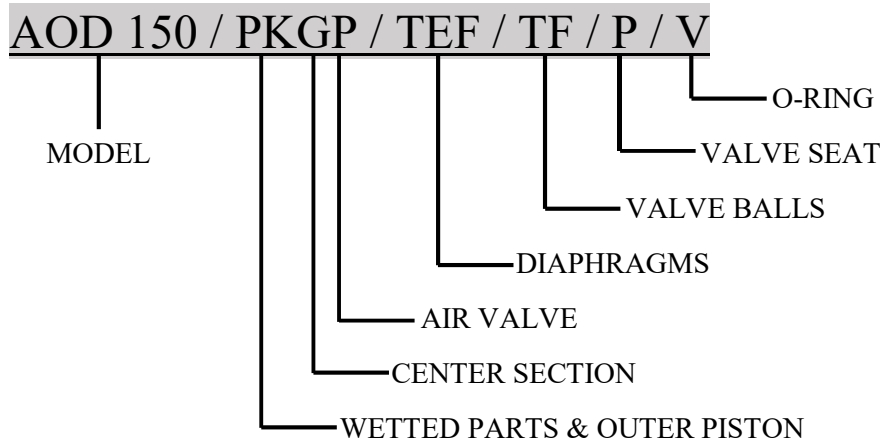 AOD 150 / PKGP / TEF / TF / P / V
O-RING
MODEL
VALVE SEAT
VALVE BALLS
DIAPHRAGMS
AIR VALVE
CENTER SECTION
WETTED PARTS & OUTER PISTON